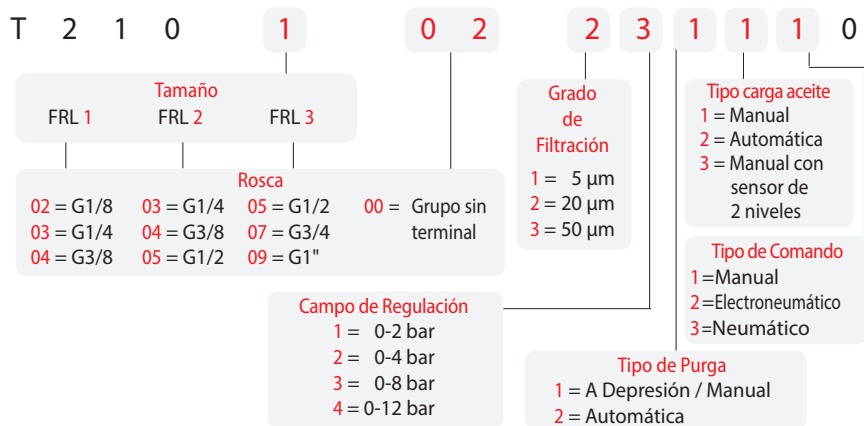 T 2 1 0 1 0 2 2 3 1 1 1 0
Tamaño
FRL 1 FRL 2 FRL 3
Rosca
02 = G1/8 03 = G1/4 05 = G1/2 00 = Grupo sin
03 = G1/4 04 = G3/8 07 = G3/4 terminal
04 = G3/8 05 = G1/2 09 = G1"
Grado
de
Filtración
1 = 5 µm
2 = 20 µm
3 = 50 µm
Tipo carga aceite
1 = Manual
2 = Automática
3 = Manual con
sensor de
2 niveles
Tipo de Comando
1 =Manual
2 =Electroneumático
3 =Neumático
Campo de Regulación
1 = 0-2 bar
2 = 0-4 bar
3 = 0-8 bar
4 = 0-12 bar
Tipo de Purga
1 = A Depresión / Manual
2 = Automática